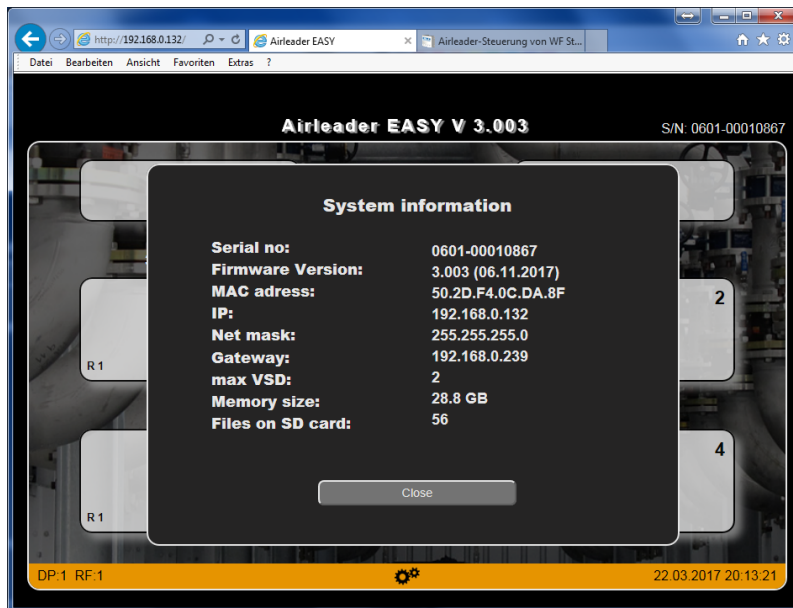 http://192.168.0.132/
Airleader EASY
Airleader-Steuerung von WF St...
Datei Bearbeiten Ansicht Favoriten Extras ?
Airleader EASY V 3.003
S/N: 0601-00010867
System information
Serial no: 0601-00010867
Firmware Version: 3.003 (06.11.2017)
MAC adress: 50.2D.F4.0C.DA.8F
IP: 192.168.0.132
Net mask: 255.255.255.0
Gateway: 192.168.0.239
max VSD: 2
Memory size: 28.8 GB
Files on SD card: 56
Close
2
R 1
4
R 1
DP:1 RF:1
22.03.2017 20:13:21